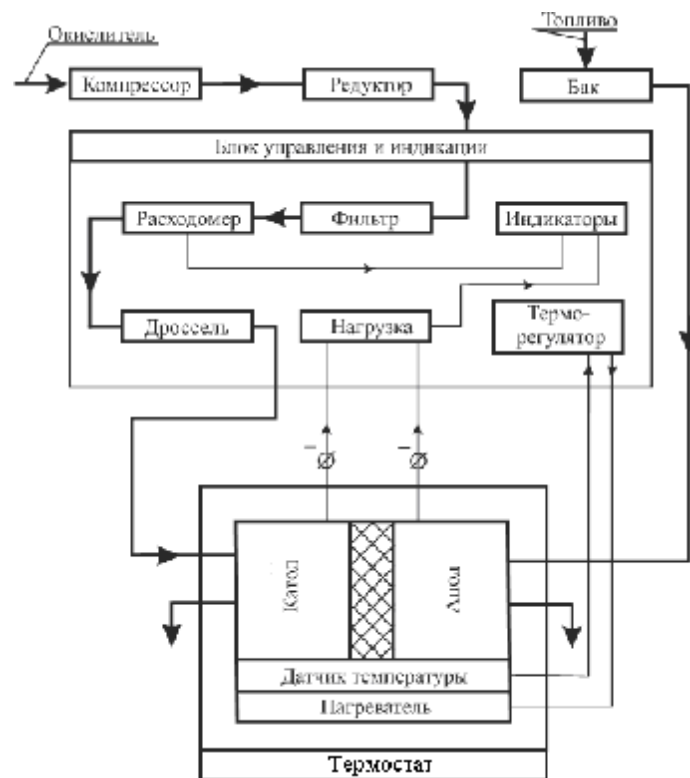 Окислитель
Топливо
Компрессор
Редуктор
Бак
Блок управления и индикации
Расходомер
Фильтр
Индикаторы
Дроссель
Нагрузка
Термо-
регулятор
Катод
Анод
Датчик температуры
Нагреватель
Термостат